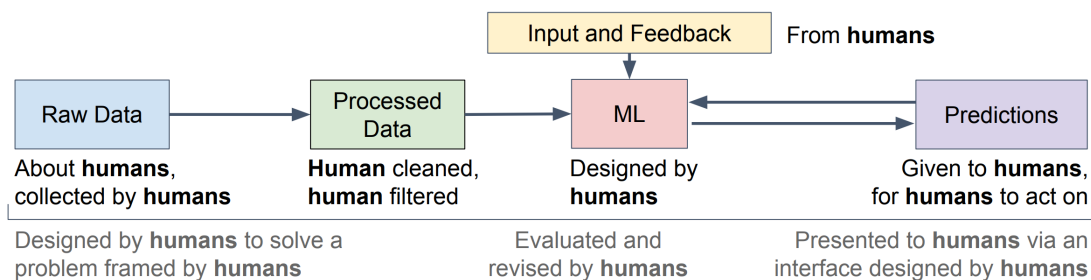 Input and Feedback
From humans
Raw Data
Processed
Data
ML
Predictions
About humans,
collected by humans
Human cleaned,
human filtered
Designed by
humans
Given to humans,
for humans to act on
Designed by humans to solve a
problem framed by humans
Evaluated and
revised by humans
Presented to humans via an
interface designed by humans